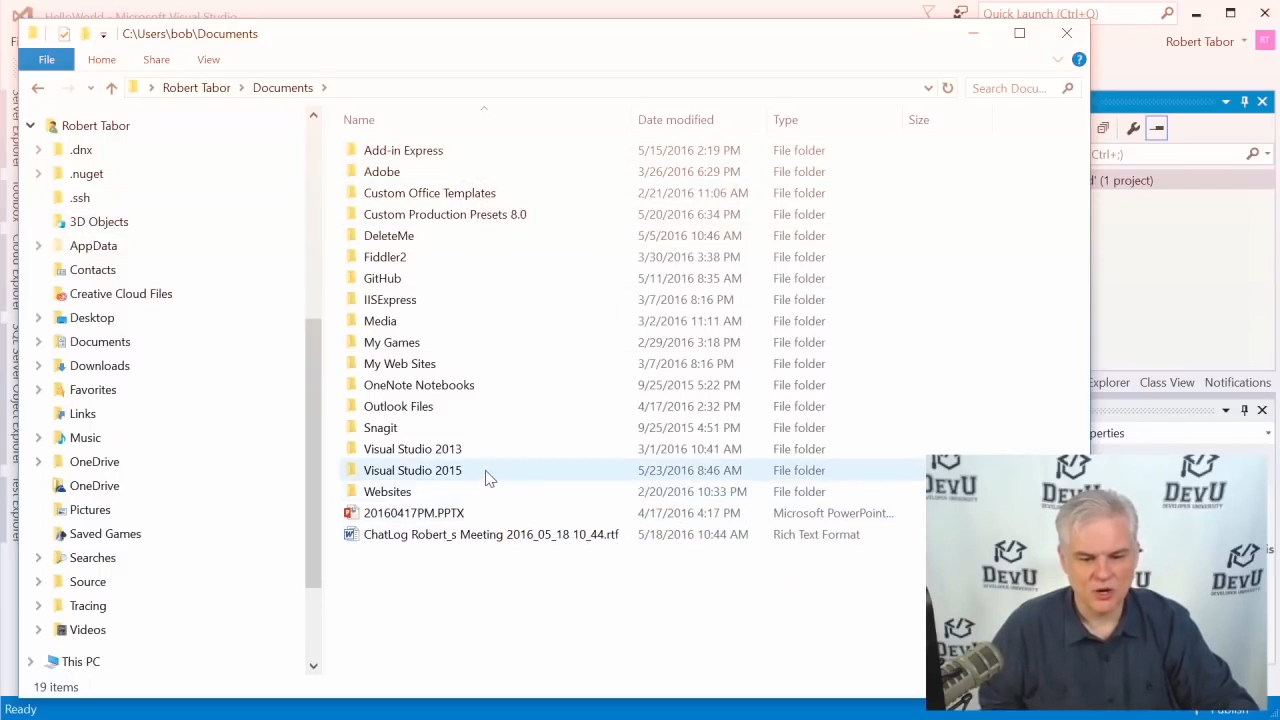 HelloWorld - Microsoft Visual Studio
Quick Launch (Ctrl+Q)
C:\Users\bob\Documents
Robert Tabor
RT
File
Home
Share
View
Robert Tabor
Documents
Search Docu...
Name
Date modified
Type
Size
Robert Tabor
.dnx
.nuget
.ssh
3D Objects
AppData
Contacts
Creative Cloud Files
Desktop
Documents
Downloads
Favorites
Links
Music
OneDrive
OneDrive
Pictures
Saved Games
Searches
Source
Tracing
Videos
This PC
Add-in Express 5/15/2016 2:19 PM File folder
Adobe 3/26/2016 6:29 PM File folder
Custom Office Templates 2/21/2016 11:06 AM File folder
Custom Production Presets 8.0 5/20/2016 6:34 PM File folder
DeleteMe 5/5/2016 10:46 AM File folder
Fiddler2 3/30/2016 3:38 PM File folder
GitHub 5/11/2016 8:35 AM File folder
IISExpress 3/7/2016 8:16 PM File folder
Media 3/2/2016 11:11 AM File folder
My Games 2/29/2016 3:18 PM File folder
My Web Sites 3/7/2016 8:16 PM File folder
OneNote Notebooks 9/25/2015 5:22 PM File folder
Outlook Files 4/17/2016 2:32 PM File folder
Snagit 9/25/2015 4:51 PM File folder
Visual Studio 2013 3/1/2016 10:41 AM File folder
Visual Studio 2015 5/23/2016 8:46 AM File folder
Websites 2/20/2016 10:33 PM File folder
20160417PM.PPTX 4/17/2016 4:17 PM Microsoft PowerPoint...
ChatLog Robert_s Meeting 2016_05_18 10_44.rtf 5/18/2016 10:44 AM Rich Text Format
19 items
Ready
Ctrl+;)
(1 project)
Explorer
Class View
Notifications
perties
DEVU
DEVU
DEVU
DEVU
DEVELOPER UNIVERSITY
DEVU
DEVELOPER UNIVERSITY